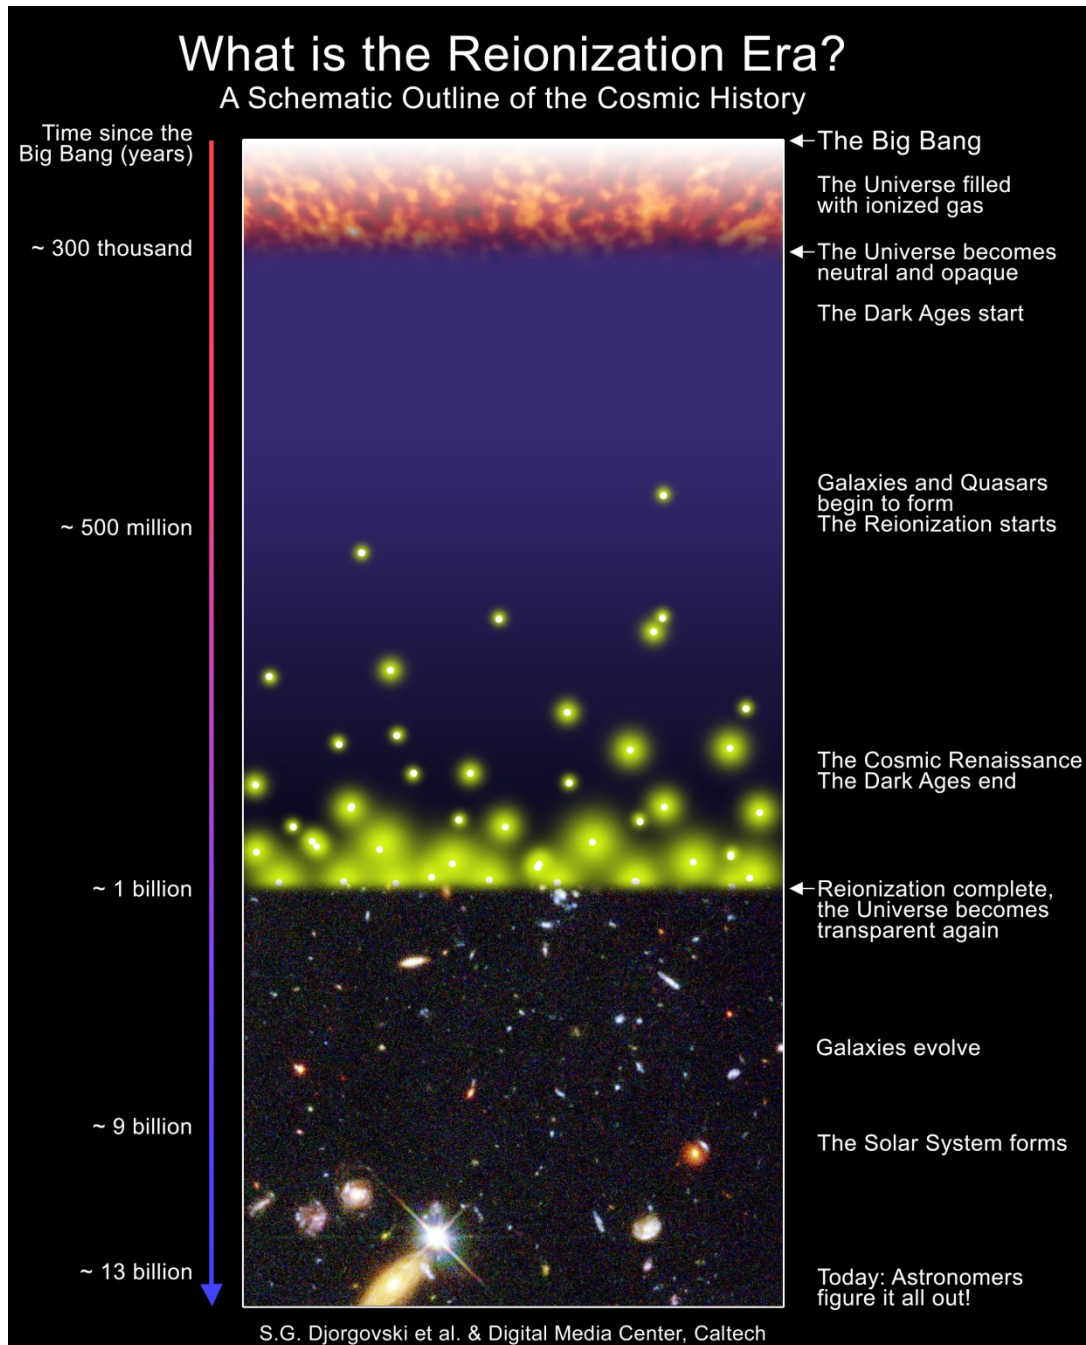 What is the Reionization Era?
A Schematic Outline of the Cosmic History
Time since the
Big Bang (years)
The Big Bang
The Universe filled
with ionized gas
~ 300 thousand
The Universe becomes
neutral and opaque
The Dark Ages start
Galaxies and Quasars
begin to form
The Reionization starts
~ 500 million
The Cosmic Renaissance
The Dark Ages end
~ 1 billion
Reionization complete,
the Universe becomes
transparent again
Galaxies evolve
~ 9 billion
The Solar System forms
~ 13 billion
Today: Astronomers
figure it all out!
S.G. Djorgovski et al. & Digital Media Center, Caltech